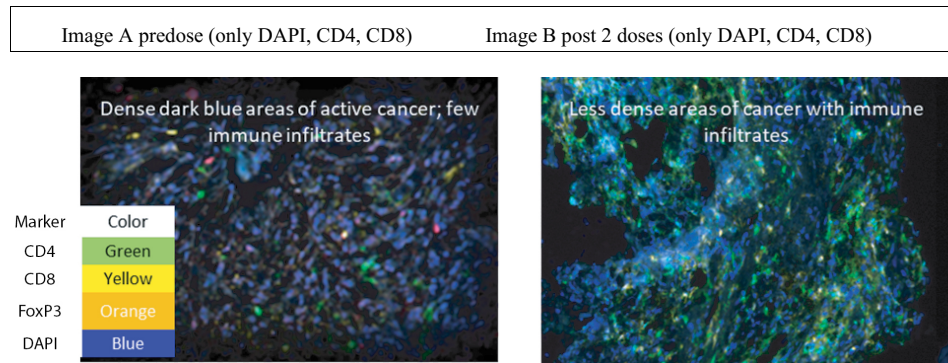 Image A predose (only DAPI, CD4, CD8) Image B post 2 doses (only DAPI, CD4, CD8)
Dense dark blue areas of active cancer; few
immune infiltrates
Less dense areas of cancer with immune
infiltrates
Marker Color
CD4 Green
CD8 Yellow
FoxP3 Orange
DAPI Blue